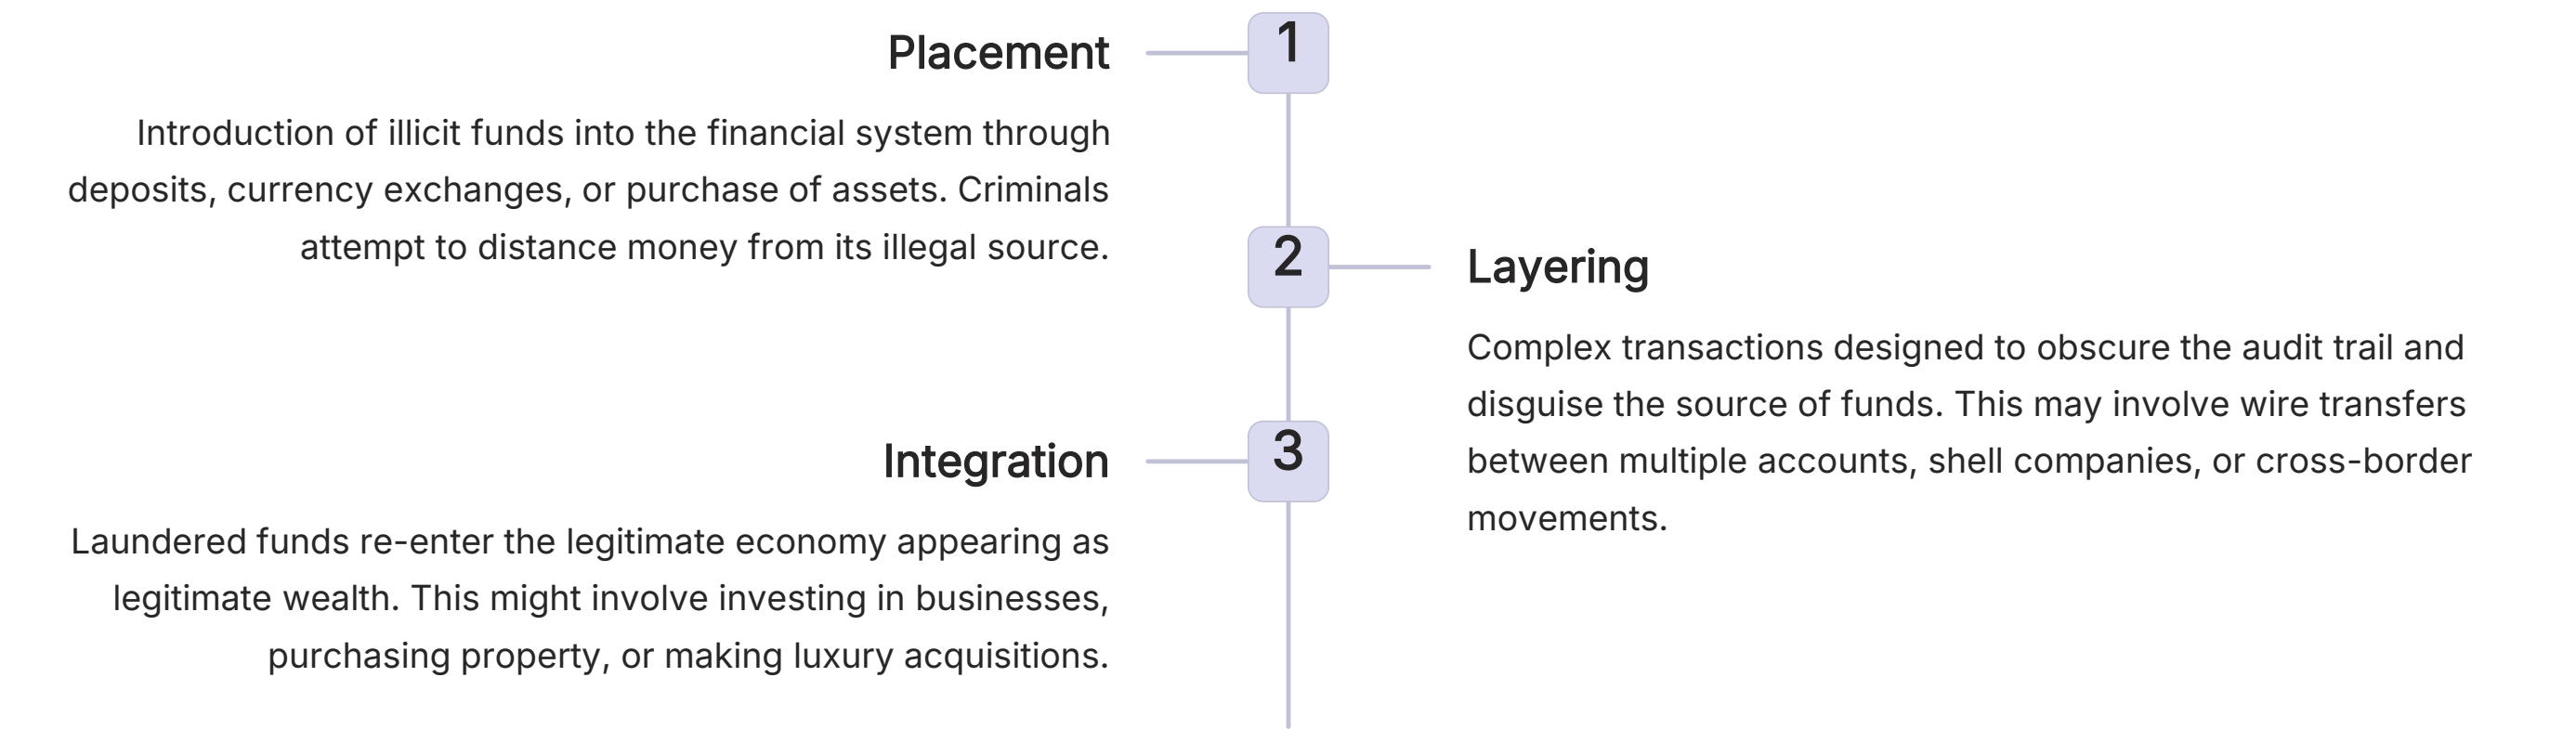 1
Placement
Introduction of illicit funds into the financial system through
deposits, currency exchanges, or purchase of assets. Criminals
attempt to distance money from its illegal source.
2
Layering
Complex transactions designed to obscure the audit trail and
disguise the source of funds. This may involve wire transfers
between multiple accounts, shell companies, or cross-border
movements.
3
Integration
Laundered funds re-enter the legitimate economy appearing as
legitimate wealth. This might involve investing in businesses,
purchasing property, or making luxury acquisitions.